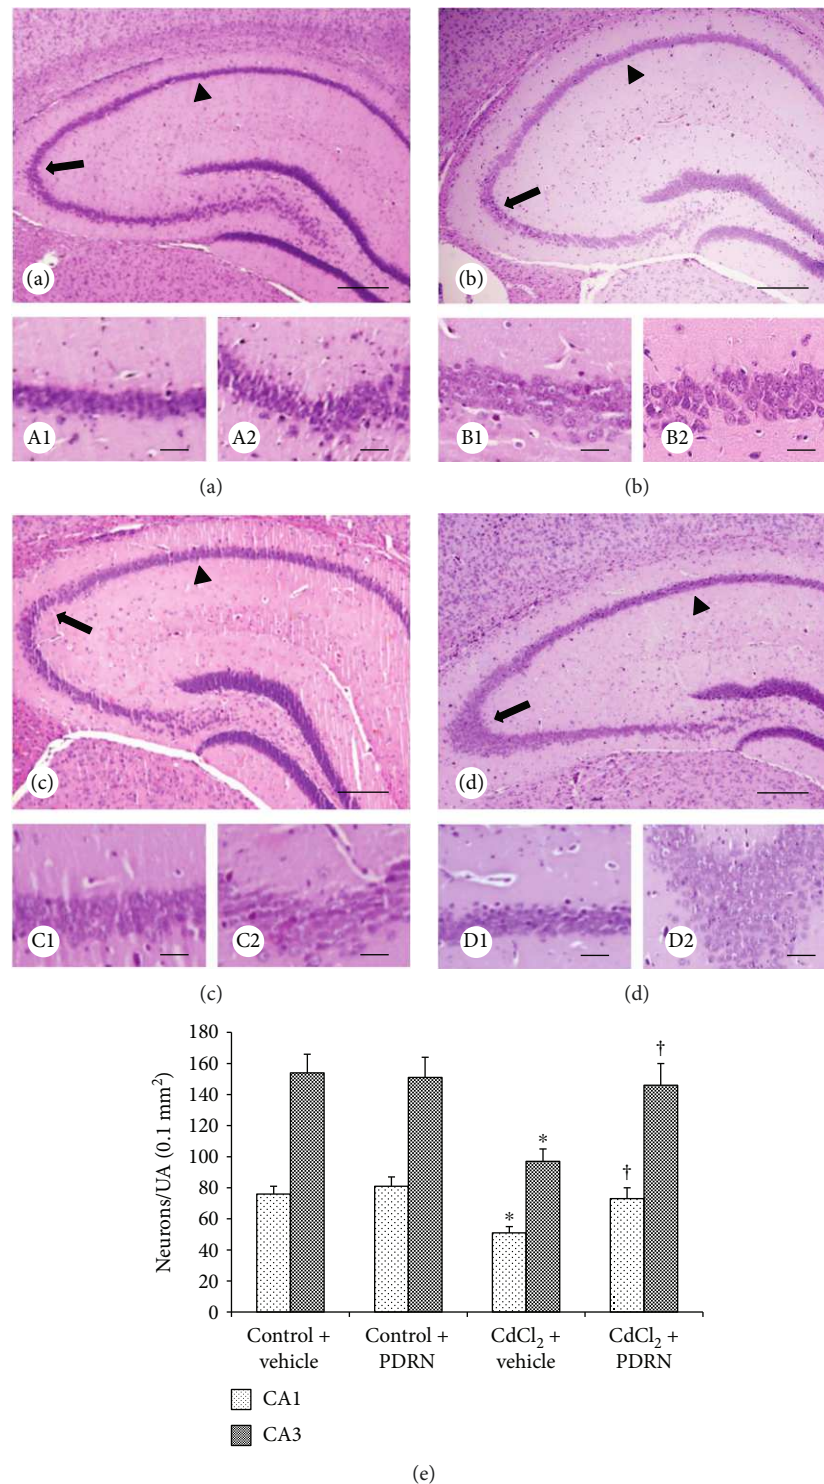 (a)
(b)
A1
A2
B1
B2
(a)
(b)
(c)
(d)
C1
C2
D1
D2
(c)
(d)
180
160
140
120
100
80
60
40
20
0
Neurons/UA (0.1 mm²)
*
*
†
†
Control +
vehicle
Control +
PDRN
CdCl₂ +
vehicle
CdCl₂ +
PDRN
CA1
CA3
(e)